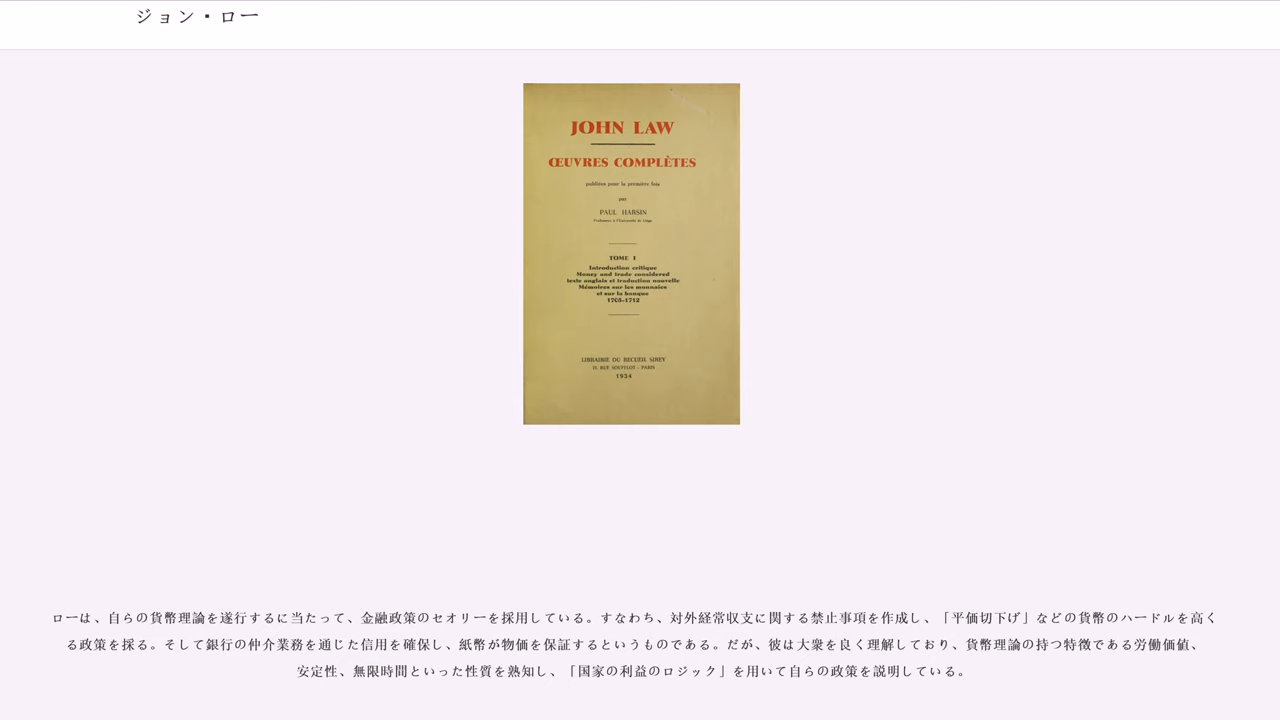 ジョン・ロー
JOHN LAW
ŒUVRES COMPLÈTES
publiées pour la première fois
par
PAUL HARSIN
Professeur à l'Université de Liége
TOME I
Introduction critique
Money and trade considered
texte anglais et traduction nouvelle
Mémoires sur les monnaies
et sur la banque
1705-1712
LIBRAIRIE DU RECUEIL SIREY
22, RUE SOUFFLOT - PARIS
1934
ローは、自らの貨幣理論を遂行するに当たって、金融政策のセオリーを採用している。すなわち、対外経常収支に関する禁止事項を作成し、「平価切下げ」などの貨幣のハードルを高く
る政策を採る。そして銀行の仲介業務を通じた信用を確保し、紙幣が物価を保証するというものである。だが、彼は大衆を良く理解しており、貨幣理論の持つ特徴である労働価値、
安定性、無限時間といった性質を熟知し、「国家の利益のロジック」を用いて自らの政策を説明している。